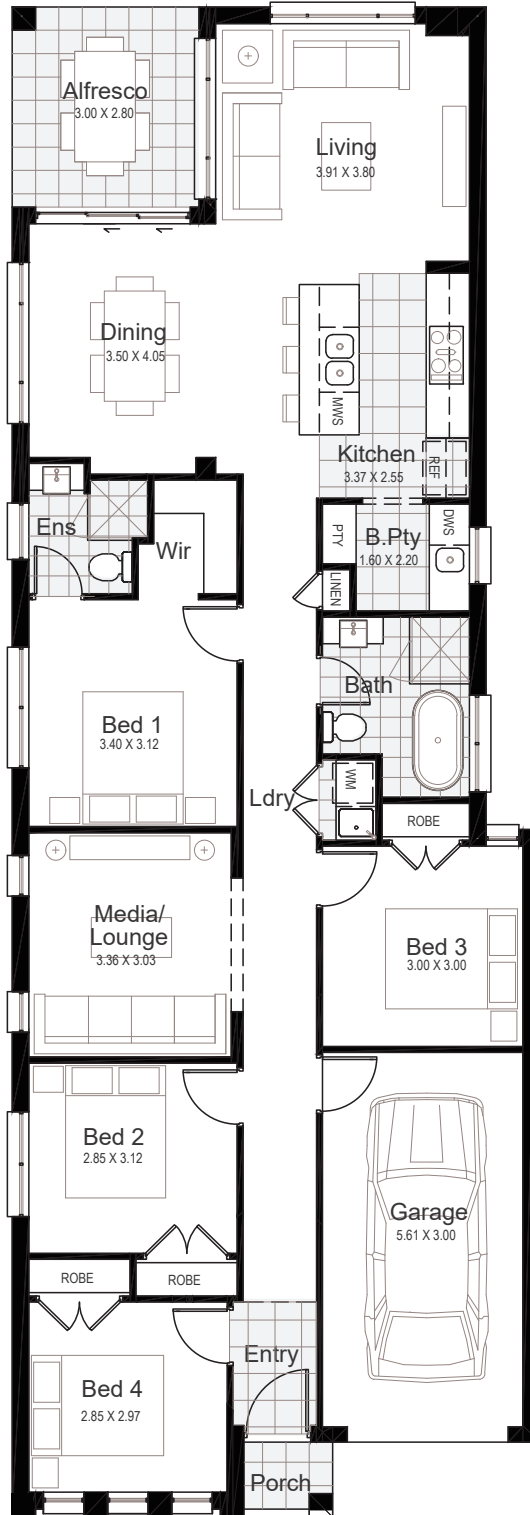 Alfresco
3.00 X 2.80
Living
3.91 X 3.80
Dining
3.50 X 4.05
MWS
Kitchen
3.37 X 2.55
REF
Ens
Wir
PTY
B.Pty
1.60 X 2.20
DWS
LINEN
Bath
Bed 1
3.40 X 3.12
Ldry
WM
ROBE
Media/
Lounge
3.36 X 3.03
Bed 3
3.00 X 3.00
Bed 2
2.85 X 3.12
Garage
5.61 X 3.00
ROBE
ROBE
Entry
Bed 4
2.85 X 2.97
Porch